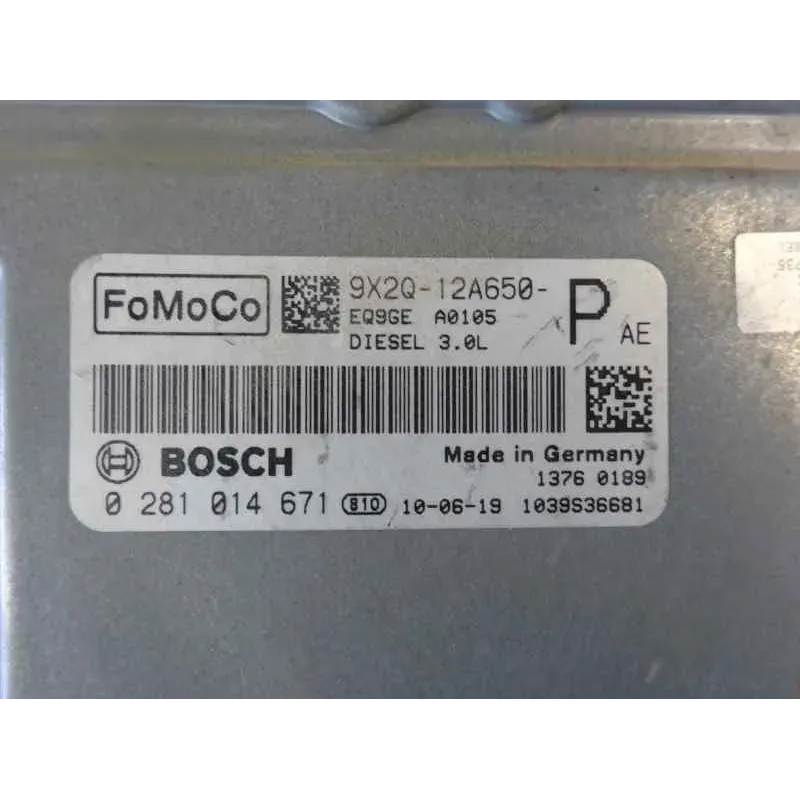 FoMoCo
9X2Q-12A650-
P
AE
EQ9GE A0105
DIESEL 3.0L
BOSCH
Made in Germany
1376 0189
0 281 014 671 810 10-06-19 1039S36681